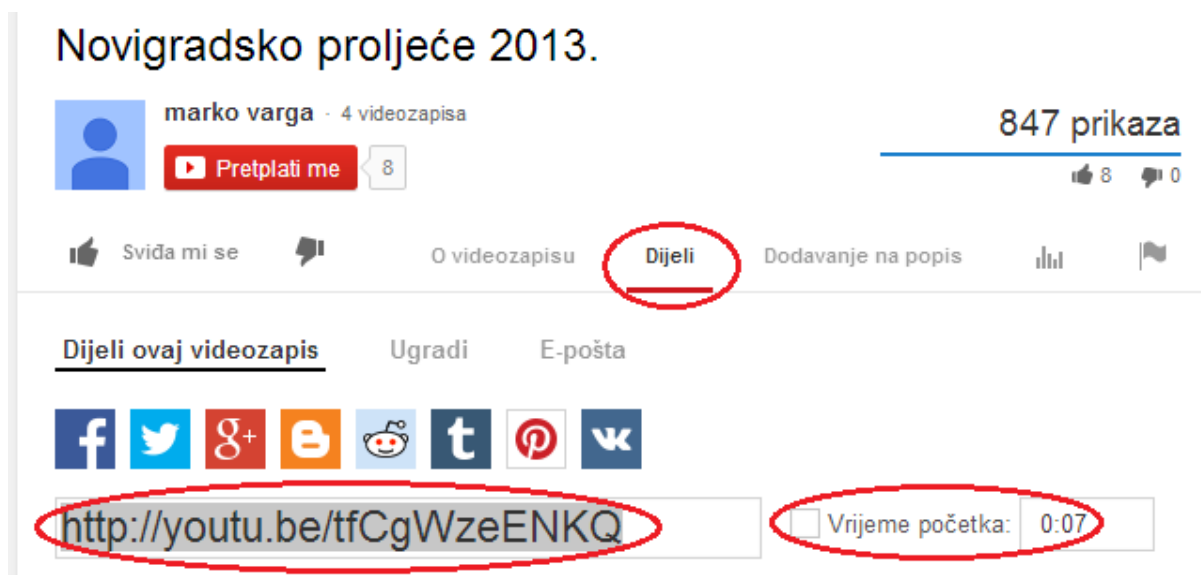 Novigradsko proljeće 2013.
marko varga · 4 videozapisa
847 prikaza
Pretplati me 8
8 0
Sviđa mi se O videozapisu Dijeli Dodavanje na popis
Dijeli ovaj videozapis Ugradi E-pošta
http://youtu.be/tfCgWzeENKQ Vrijeme početka: 0:07